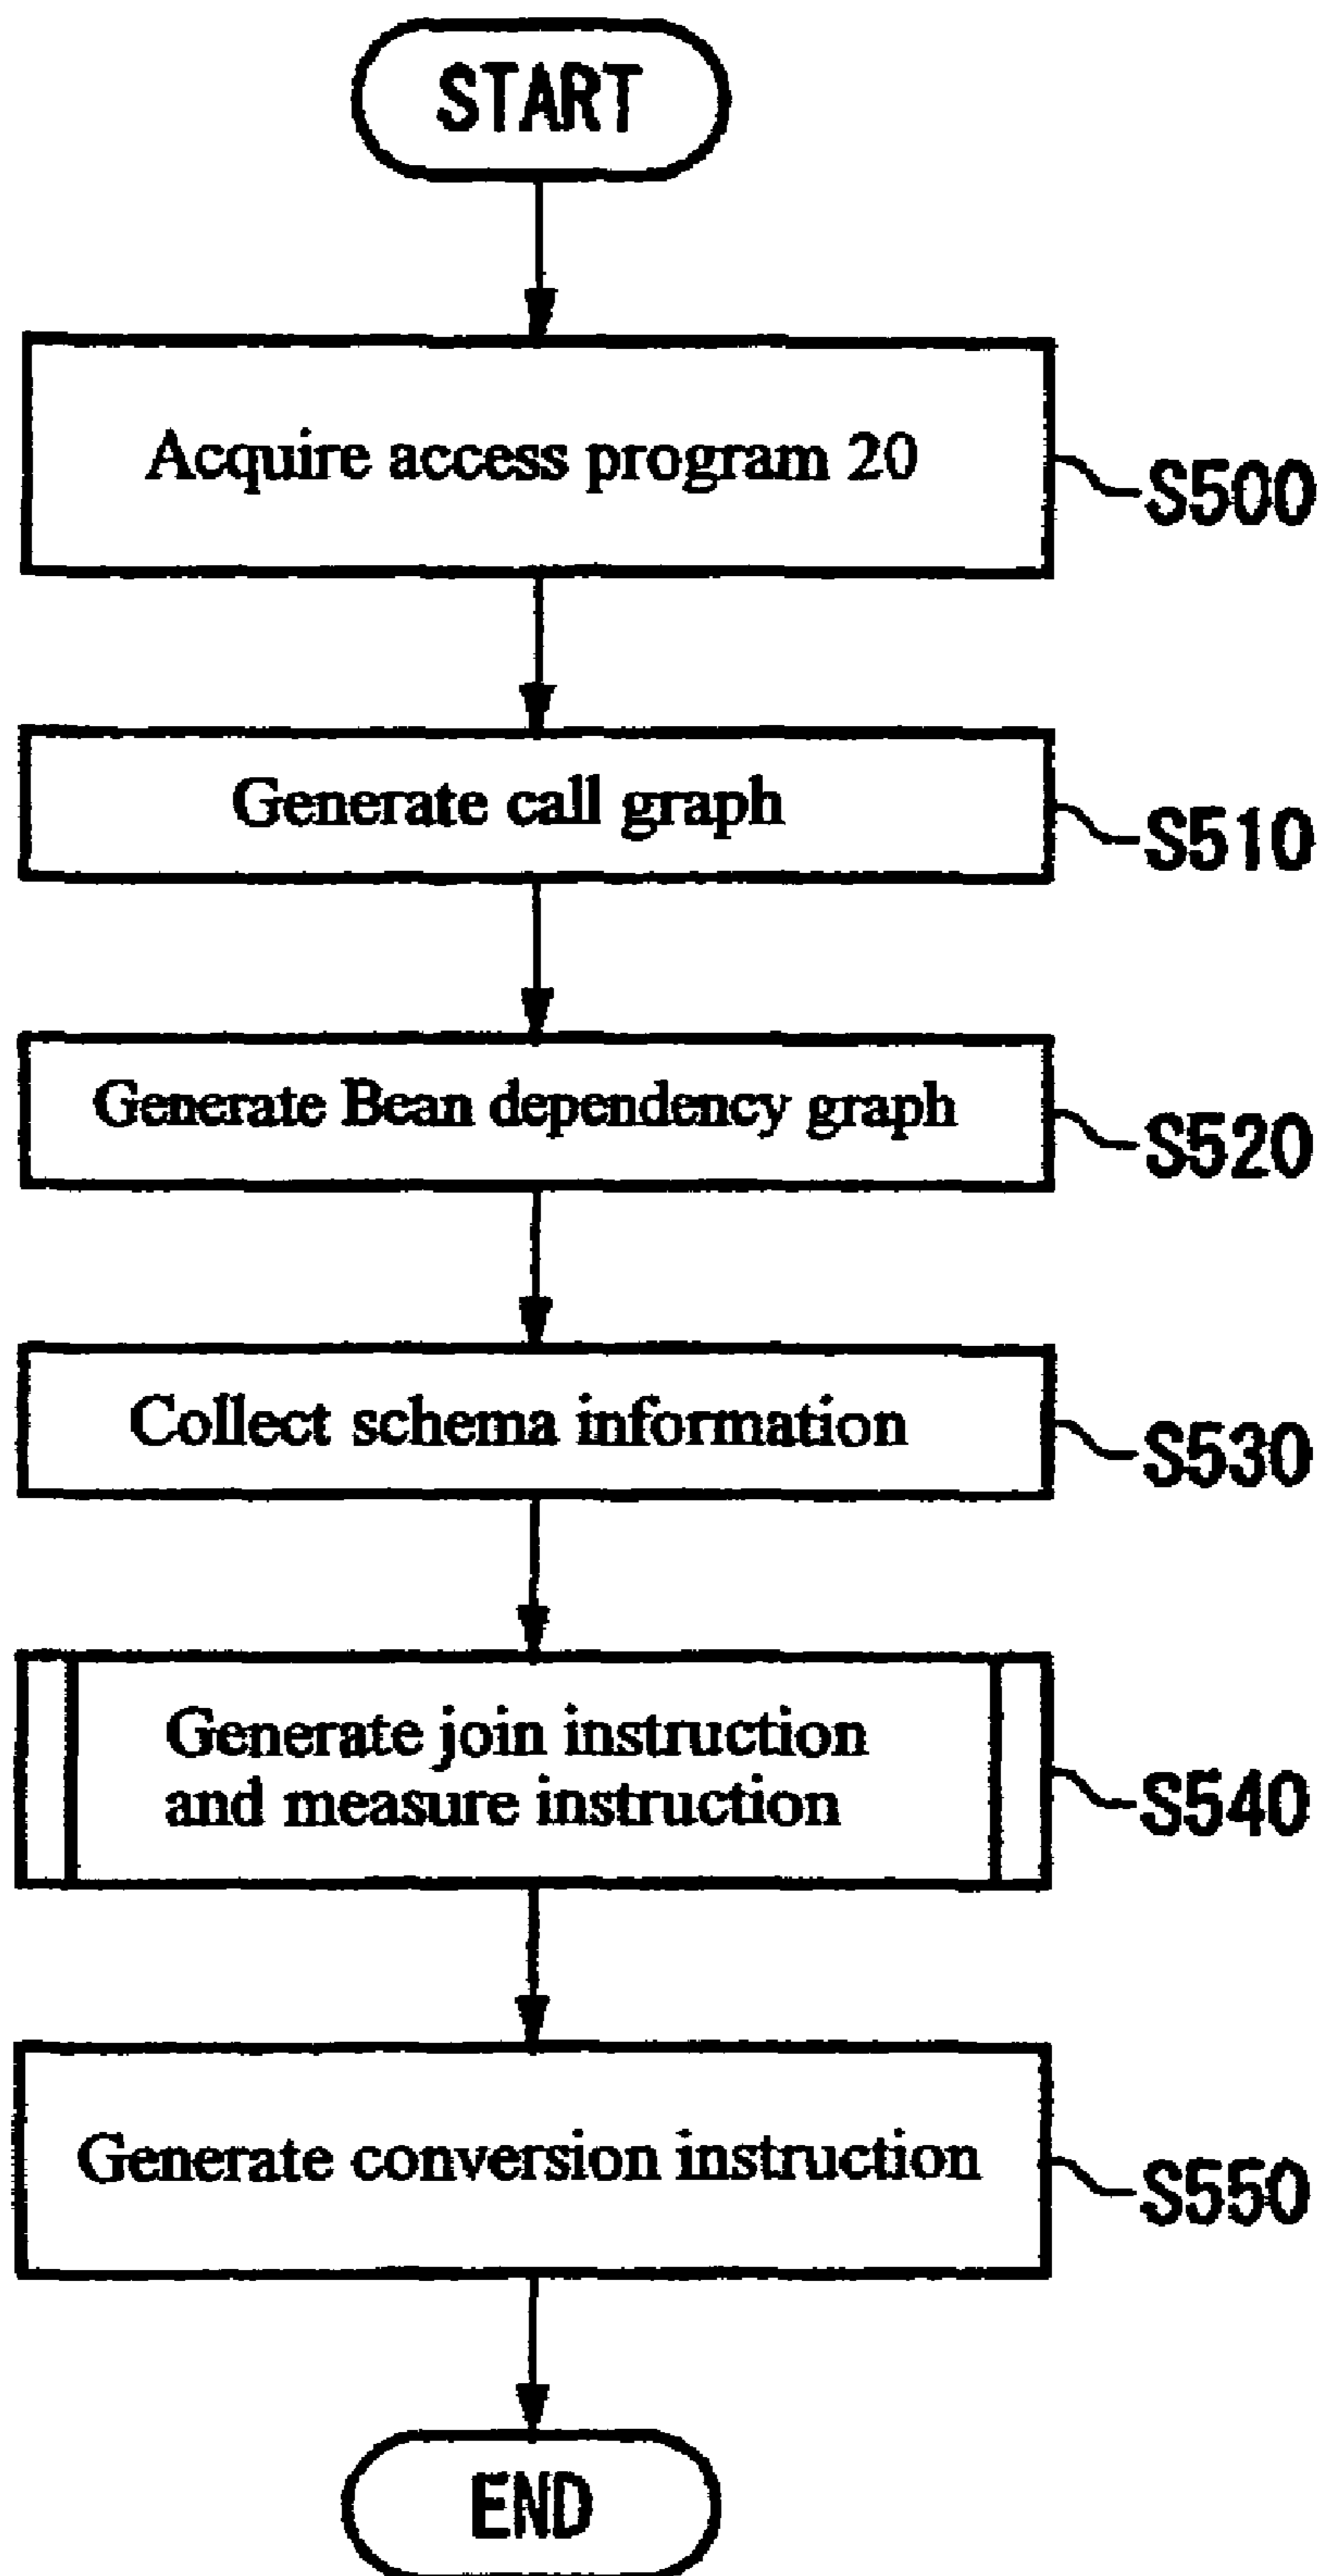 START
Acquire access program 20
S500
Generate call graph
S510
Generate Bean dependency graph
S520
Collect schema information
S530
Generate join instruction
and measure instruction
S540
Generate conversion instruction
S550
END